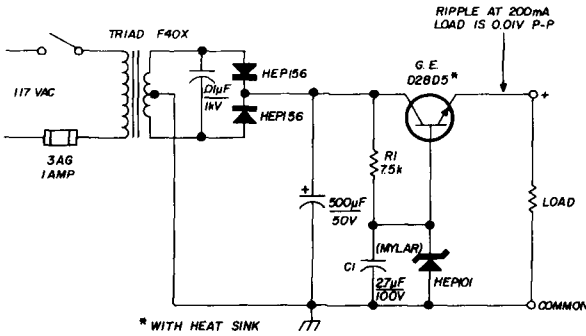 RIPPLE AT 200mA
LOAD IS 0.01V P-P
TRIAD F40X
G.E.
D28D5*
HEP156
.01µF
1kV
117 VAC
HEP156
3AG
1AMP
R1
7.5k
+
500µF
50V
LOAD
(MYLAR)
C1
.27µF
100V
HEP101
+
COMMON
* WITH HEAT SINK